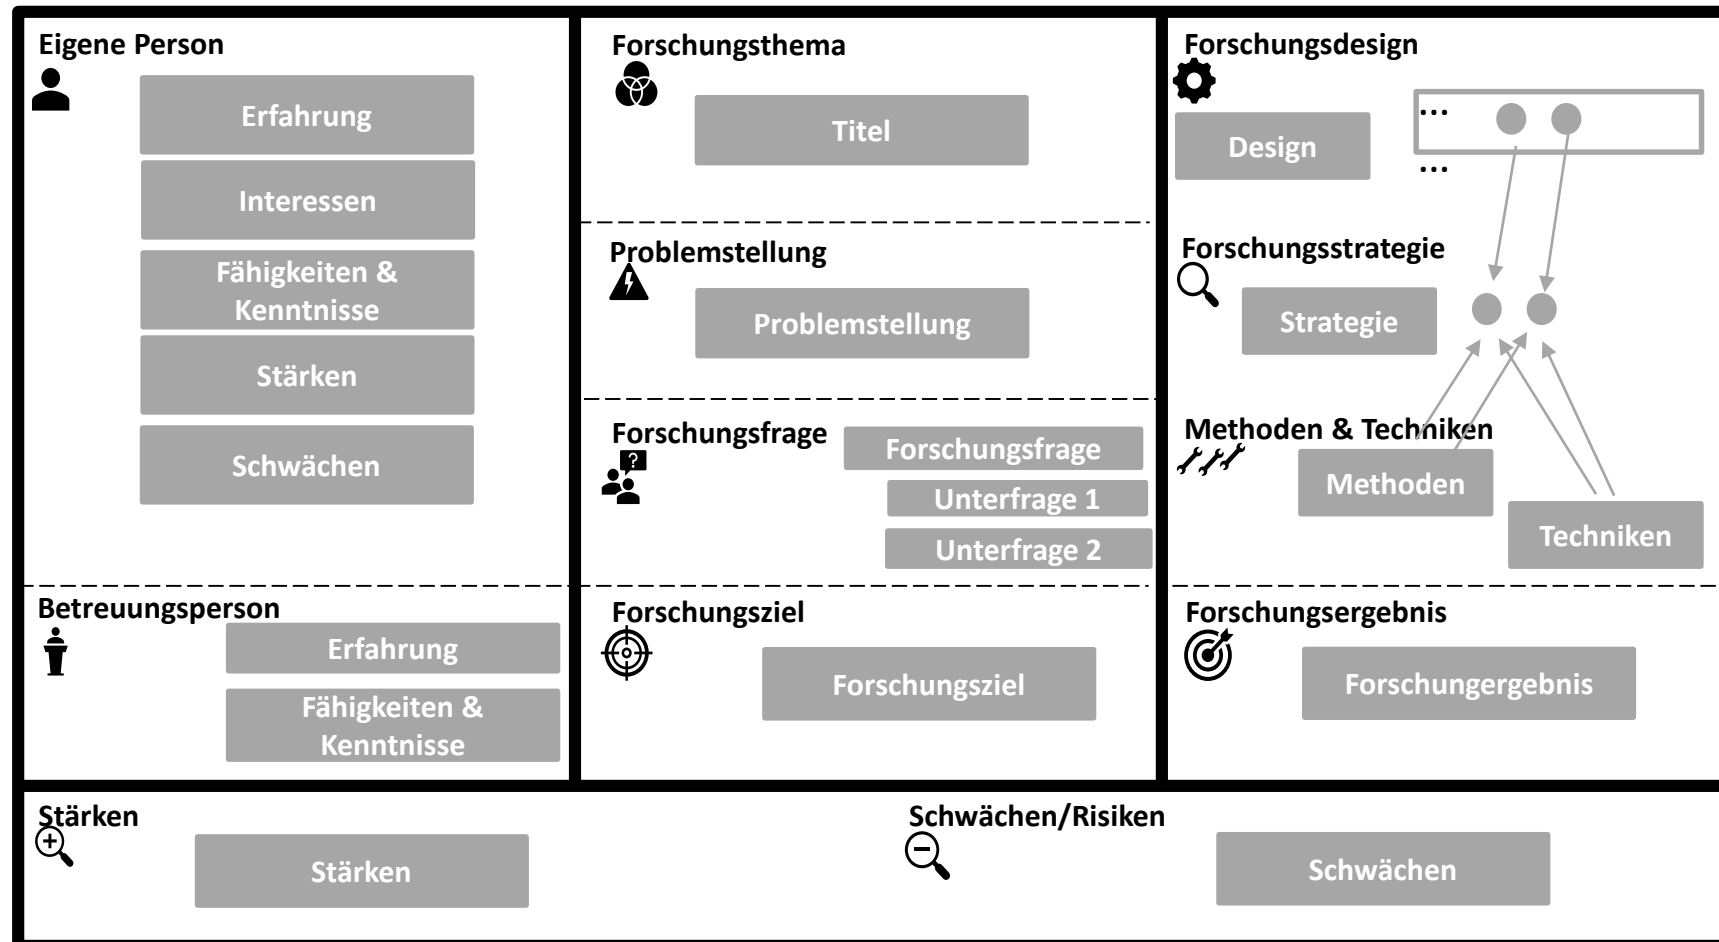 Eigene Person
Erfahrung
Interessen
Fähigkeiten &
Kenntnisse
Stärken
Schwächen
Betreuungsperson
Erfahrung
Fähigkeiten &
Kenntnisse
Forschungsthema
Titel
Problemstellung
Problemstellung
Forschungsfrage
?
Forschungsfrage
Unterfrage 1
Unterfrage 2
Forschungsziel
Forschungsziel
Forschungsdesign
...
Design
...
Forschungsstrategie
Strategie
Methoden & Techniken
Methoden
Techniken
Forschungsergebnis
Forschungergebnis
Stärken
Stärken
Schwächen/Risiken
Schwächen